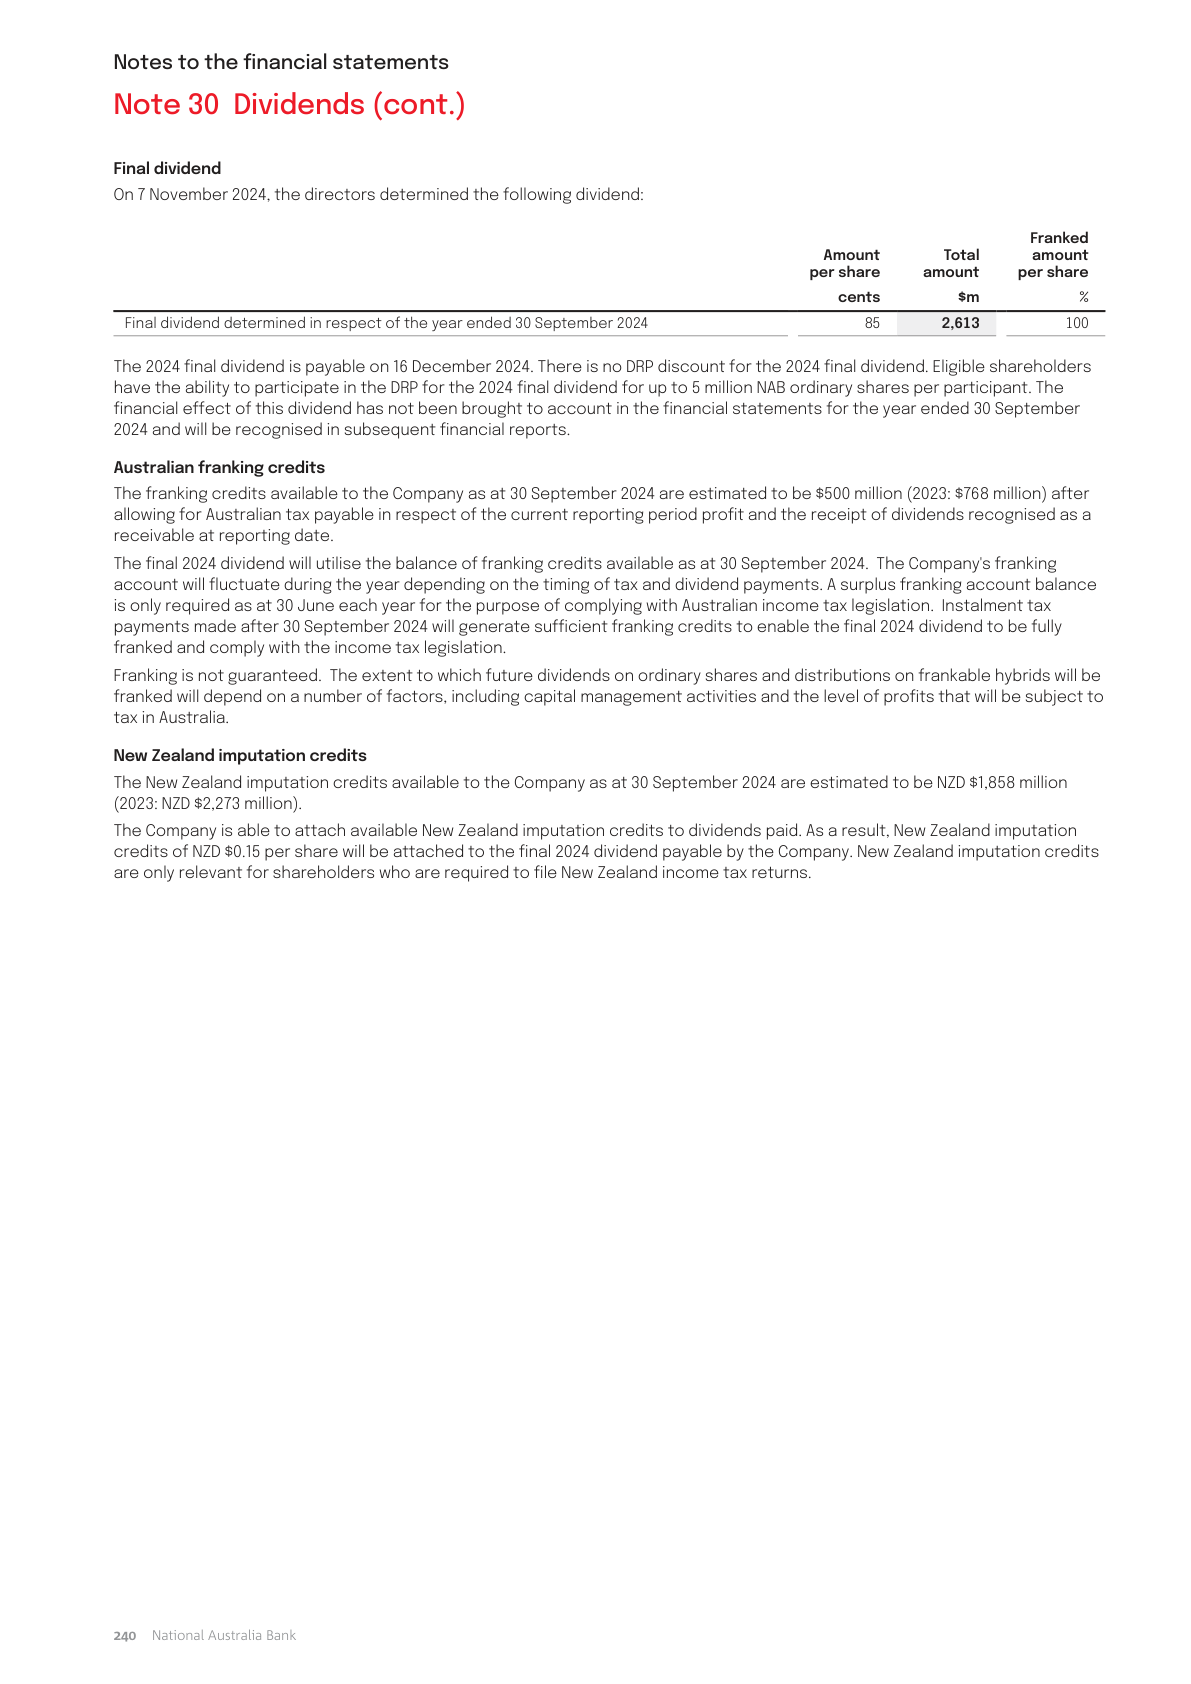 Notes to the financial statements
Note 30 Dividends (cont.)
Final dividend
On 7 November 2024, the directors determined the following dividend:
Amount per share Total amount Franked amount per share
cents $m %
Final dividend determined in respect of the year ended 30 September 2024 85 2,613 100
The 2024 final dividend is payable on 16 December 2024. There is no DRP discount for the 2024 final dividend. Eligible shareholders
have the ability to participate in the DRP for the 2024 final dividend for up to 5 million NAB ordinary shares per participant. The
financial effect of this dividend has not been brought to account in the financial statements for the year ended 30 September
2024 and will be recognised in subsequent financial reports.
Australian franking credits
The franking credits available to the Company as at 30 September 2024 are estimated to be $500 million (2023: $768 million) after
allowing for Australian tax payable in respect of the current reporting period profit and the receipt of dividends recognised as a
receivable at reporting date.
The final 2024 dividend will utilise the balance of franking credits available as at 30 September 2024. The Company's franking
account will fluctuate during the year depending on the timing of tax and dividend payments. A surplus franking account balance
is only required as at 30 June each year for the purpose of complying with Australian income tax legislation. Instalment tax
payments made after 30 September 2024 will generate sufficient franking credits to enable the final 2024 dividend to be fully
franked and comply with the income tax legislation.
Franking is not guaranteed. The extent to which future dividends on ordinary shares and distributions on frankable hybrids will be
franked will depend on a number of factors, including capital management activities and the level of profits that will be subject to
tax in Australia.
New Zealand imputation credits
The New Zealand imputation credits available to the Company as at 30 September 2024 are estimated to be NZD $1,858 million
(2023: NZD $2,273 million).
The Company is able to attach available New Zealand imputation credits to dividends paid. As a result, New Zealand imputation
credits of NZD $0.15 per share will be attached to the final 2024 dividend payable by the Company. New Zealand imputation credits
are only relevant for shareholders who are required to file New Zealand income tax returns.
240 National Australia Bank